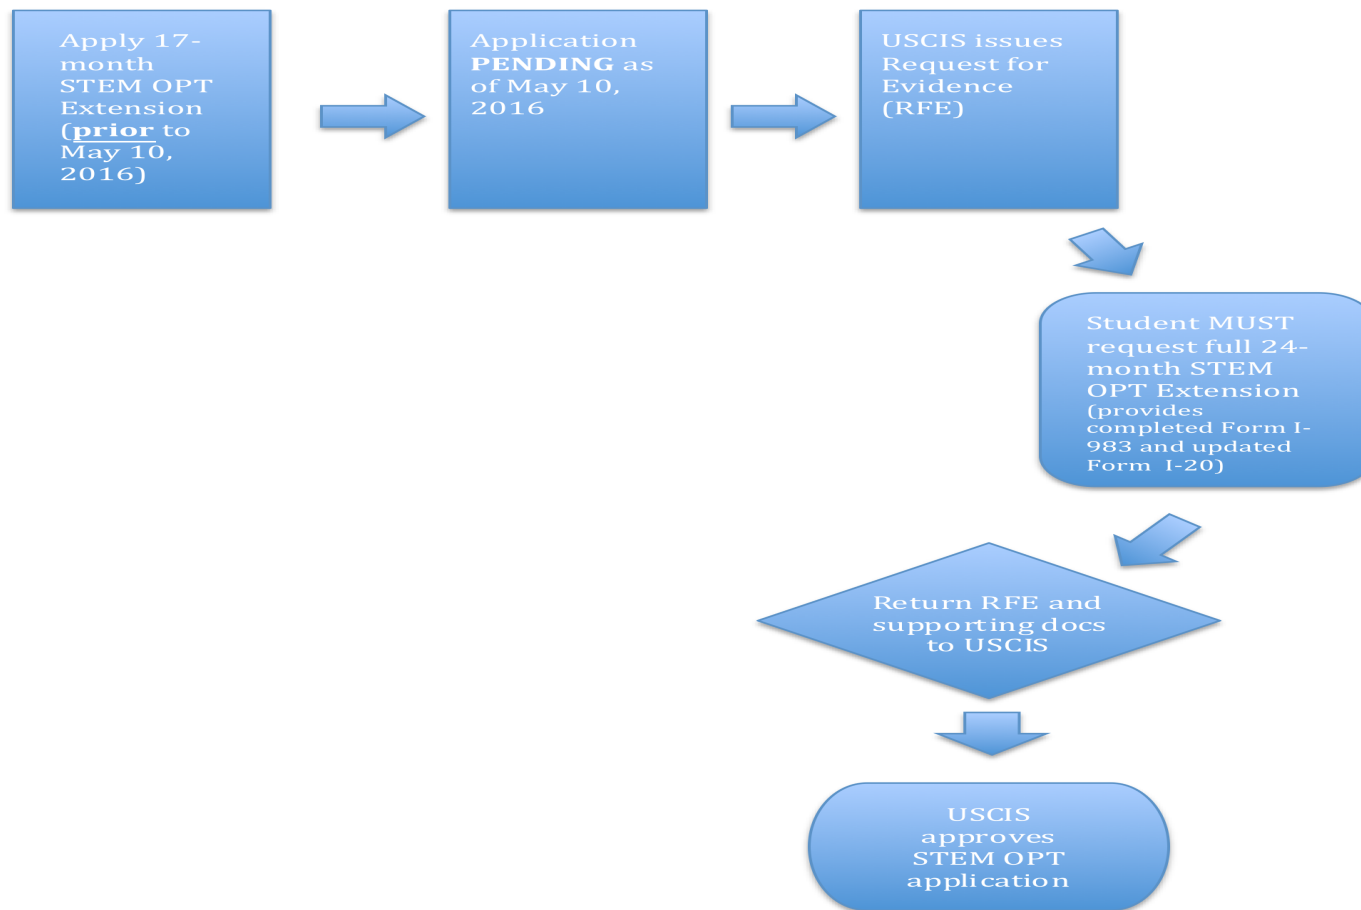 Apply 17-
month
STEM OPT
Extension
(prior to
May 10,
2016)
Application
PENDING as
of May 10,
2016
USCIS issues
Request for
Evidence
(RFE)
Student MUST
request full 24-
month STEM
OPT Extension
(provides
completed Form I-
983 and updated
Form I-20)
Return RFE and
supporting docs
to USCIS
USCIS
approves
STEM OPT
application